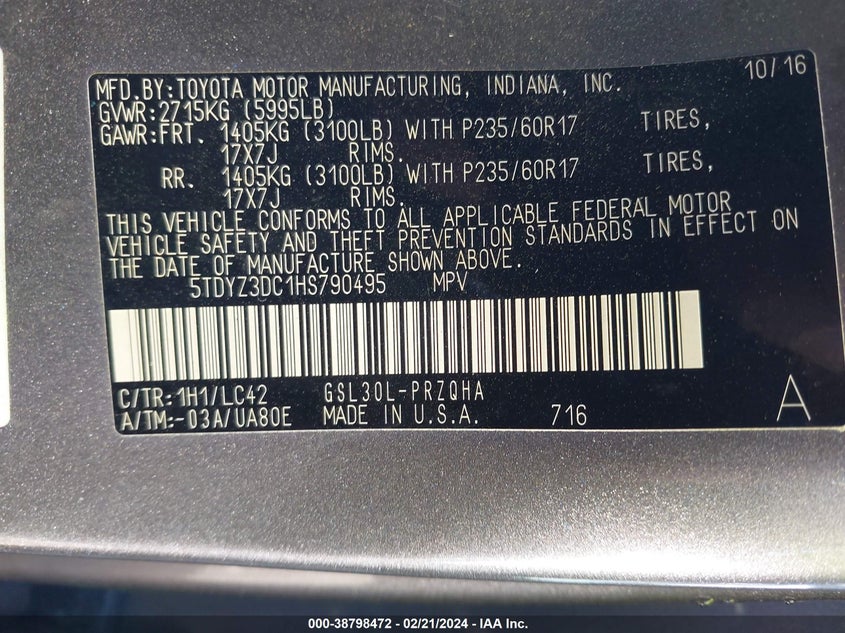 10/16
MFD.BY:TOYOTA MOTOR MANUFACTURING, INDIANA, INC.
GVWR:2715KG (5995LB)
GAWR:FRT. 1405KG (3100LB) WITH P235/60R17 TIRES,
17X7J RIMS.
RR. 1405KG (3100LB) WITH P235/60R17 TIRES,
17X7J RIMS.
THIS VEHICLE CONFORMS TO ALL APPLICABLE FEDERAL MOTOR
VEHICLE SAFETY AND THEFT PREVENTION STANDARDS IN EFFECT ON
THE DATE OF MANUFACTURE SHOWN ABOVE.
5TDYZ3DC1HS790495 MPV
C/TR:1H1/LC42 GSL30L-PRZQHA
A/TM:-03A/UA80E MADE IN U.S.A. 716 A
000-38798472 — 02/21/2024 — IAA Inc.